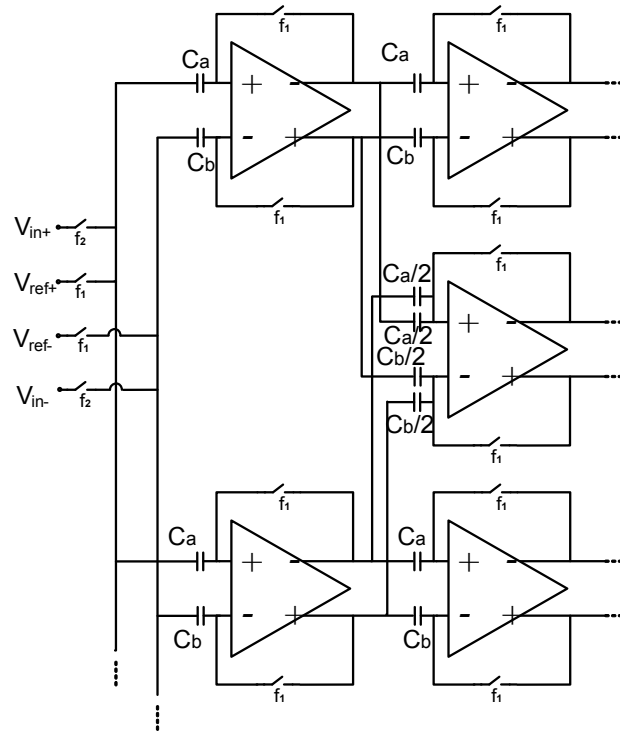 f₁ f₁
Ca Ca
+ − + −
− + − +
Cb Cb
f₁ f₁
Vin+ f₂
Vref+ f₁
Vref- f₁
Vin- f₂
f₁
Ca/2
Ca/2
+ −
Cb/2
− +
Cb/2
f₁
f₁ f₁
Ca Ca
+ − + −
− + − +
Cb Cb
f₁ f₁